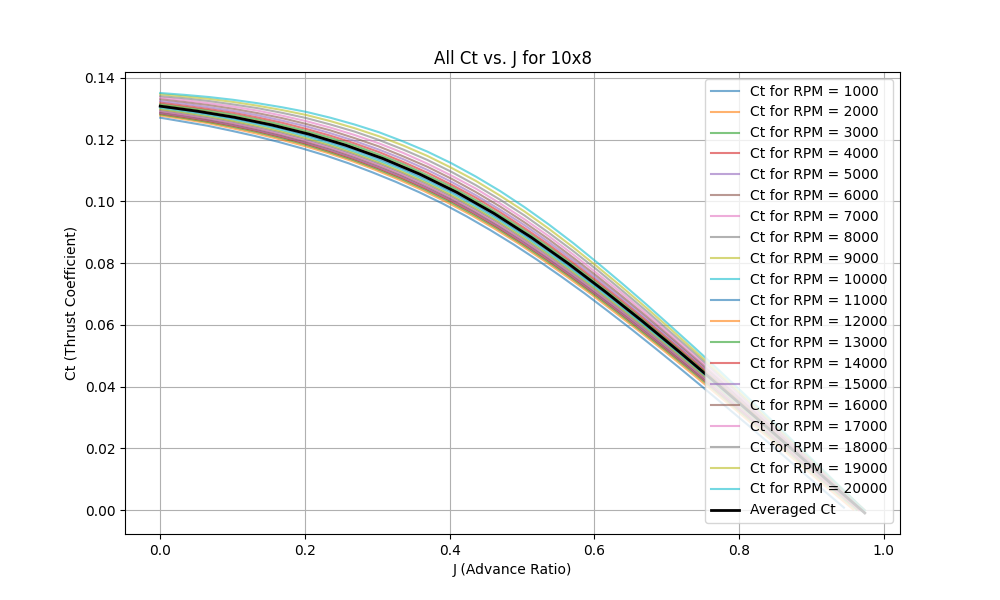 All Ct vs. J for 10x8
Ct (Thrust Coefficient)
0.14
0.12
0.10
0.08
0.06
0.04
0.02
0.00
0.0
0.2
0.4
0.6
0.8
1.0
J (Advance Ratio)
Ct for RPM = 1000
Ct for RPM = 2000
Ct for RPM = 3000
Ct for RPM = 4000
Ct for RPM = 5000
Ct for RPM = 6000
Ct for RPM = 7000
Ct for RPM = 8000
Ct for RPM = 9000
Ct for RPM = 10000
Ct for RPM = 11000
Ct for RPM = 12000
Ct for RPM = 13000
Ct for RPM = 14000
Ct for RPM = 15000
Ct for RPM = 16000
Ct for RPM = 17000
Ct for RPM = 18000
Ct for RPM = 19000
Ct for RPM = 20000
Averaged Ct